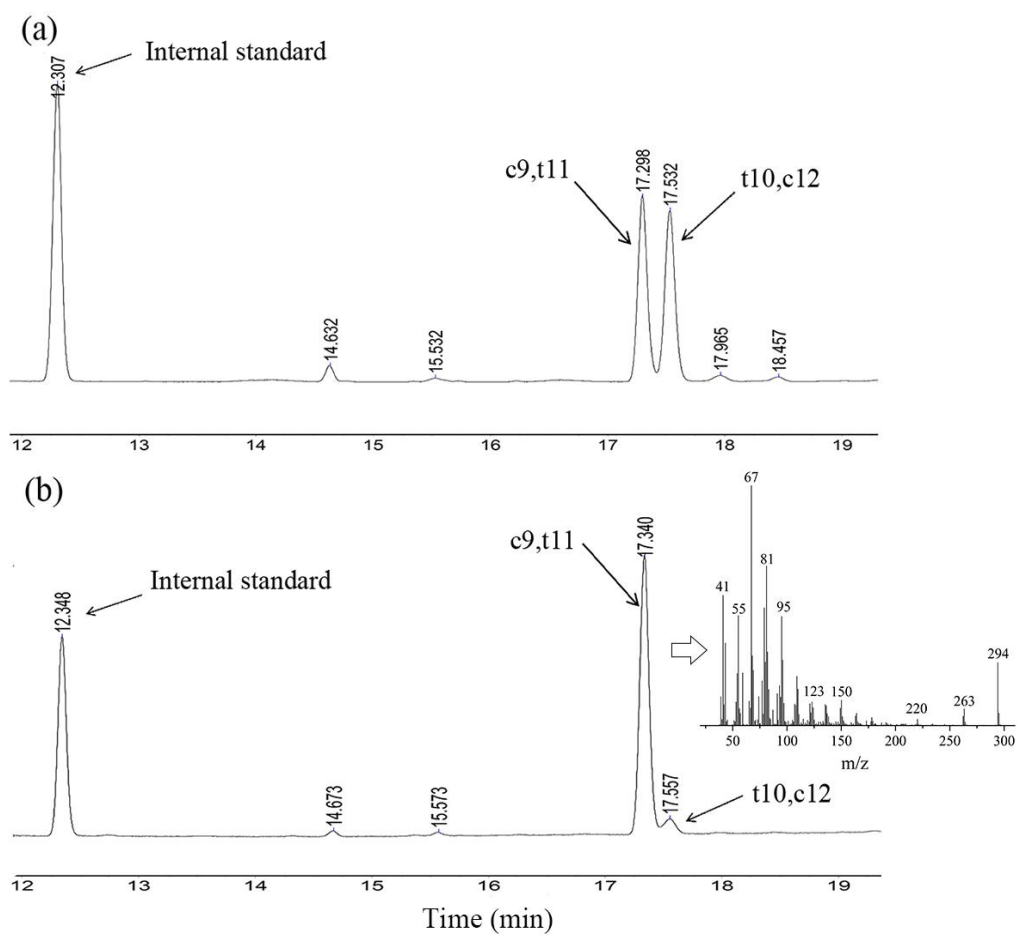 (a)
Internal standard
12.307
14.632
15.532
c9,t11
17.298
17.532
t10,c12
17.965
18.457
12 13 14 15 16 17 18 19
(b)
Internal standard
12.348
14.673
15.573
c9,t11
17.340
17.557
t10,c12
67
81
41
55
95
123
150
220
263
294
50 100 150 200 250 300
m/z
12 13 14 15 16 17 18 19
Time (min)